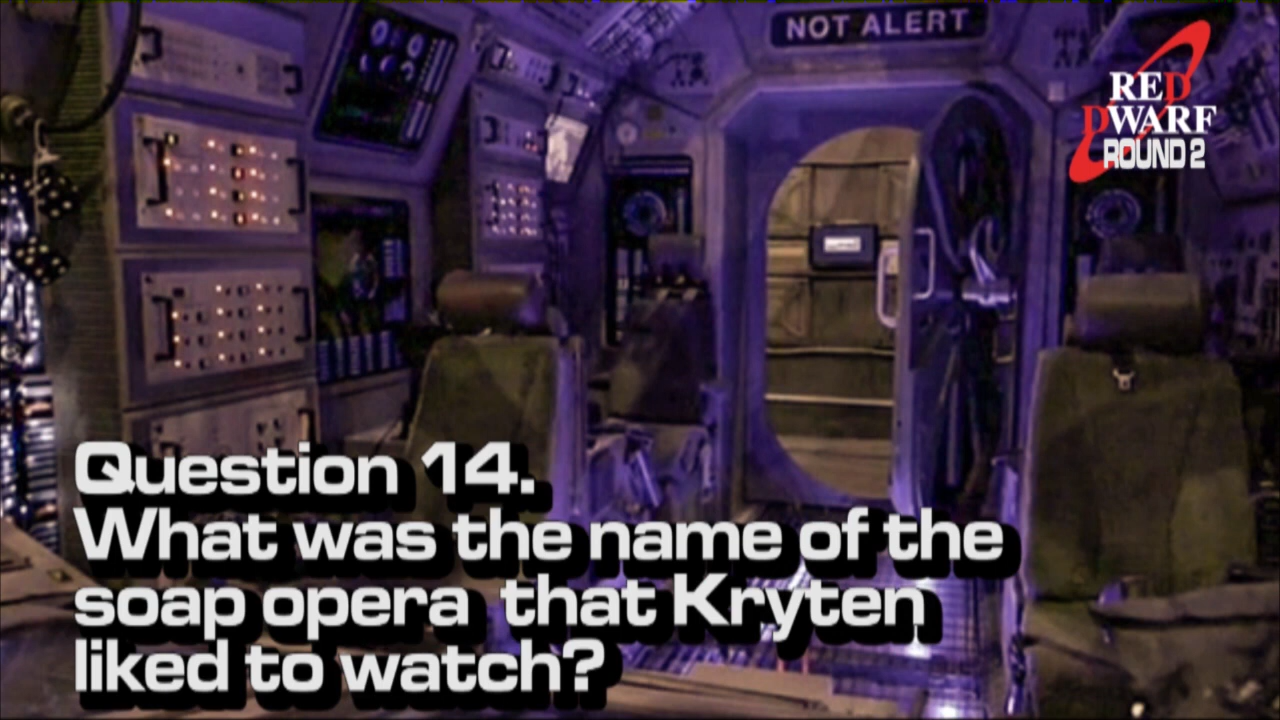 NOT ALERT
RED
DWARF
ROUND 2
Question 14.
What was the name of the
soap opera that Kryten
liked to watch?